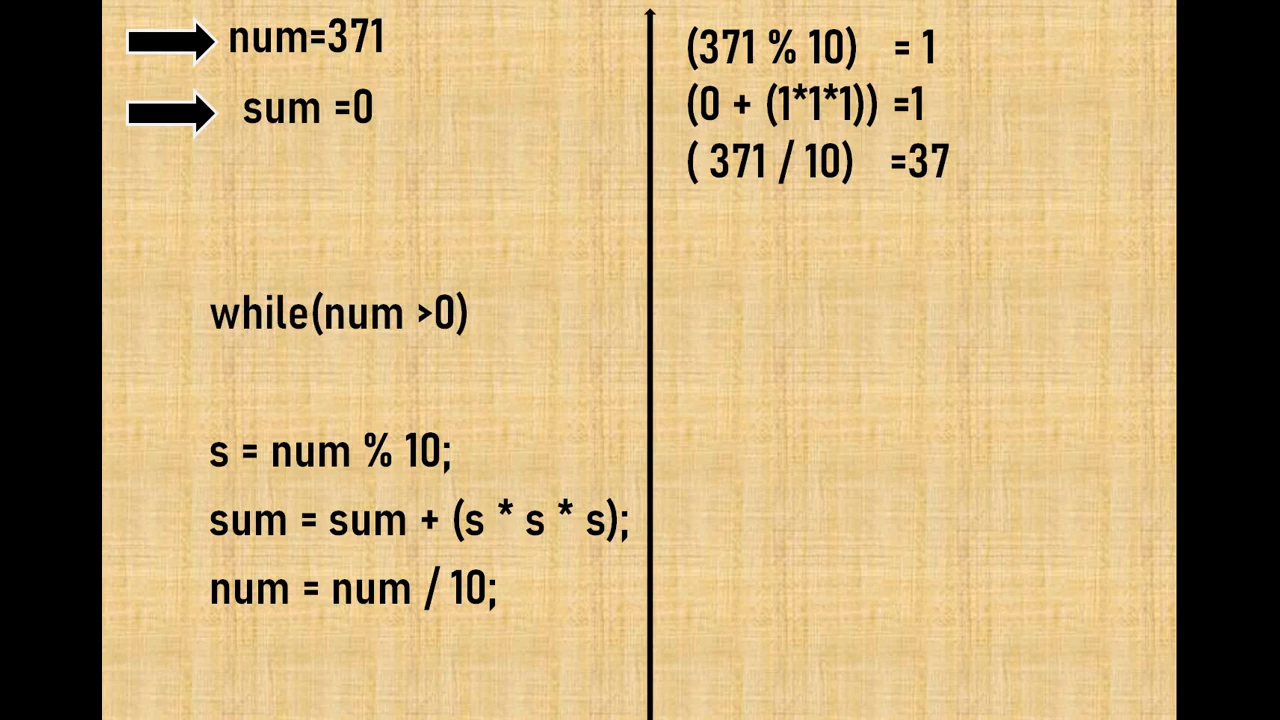 num=371
sum =0
while(num >0)
s = num % 10;
sum = sum + (s * s * s);
num = num / 10;
(371 % 10) = 1
(0 + (1*1*1)) =1
( 371 / 10) =37